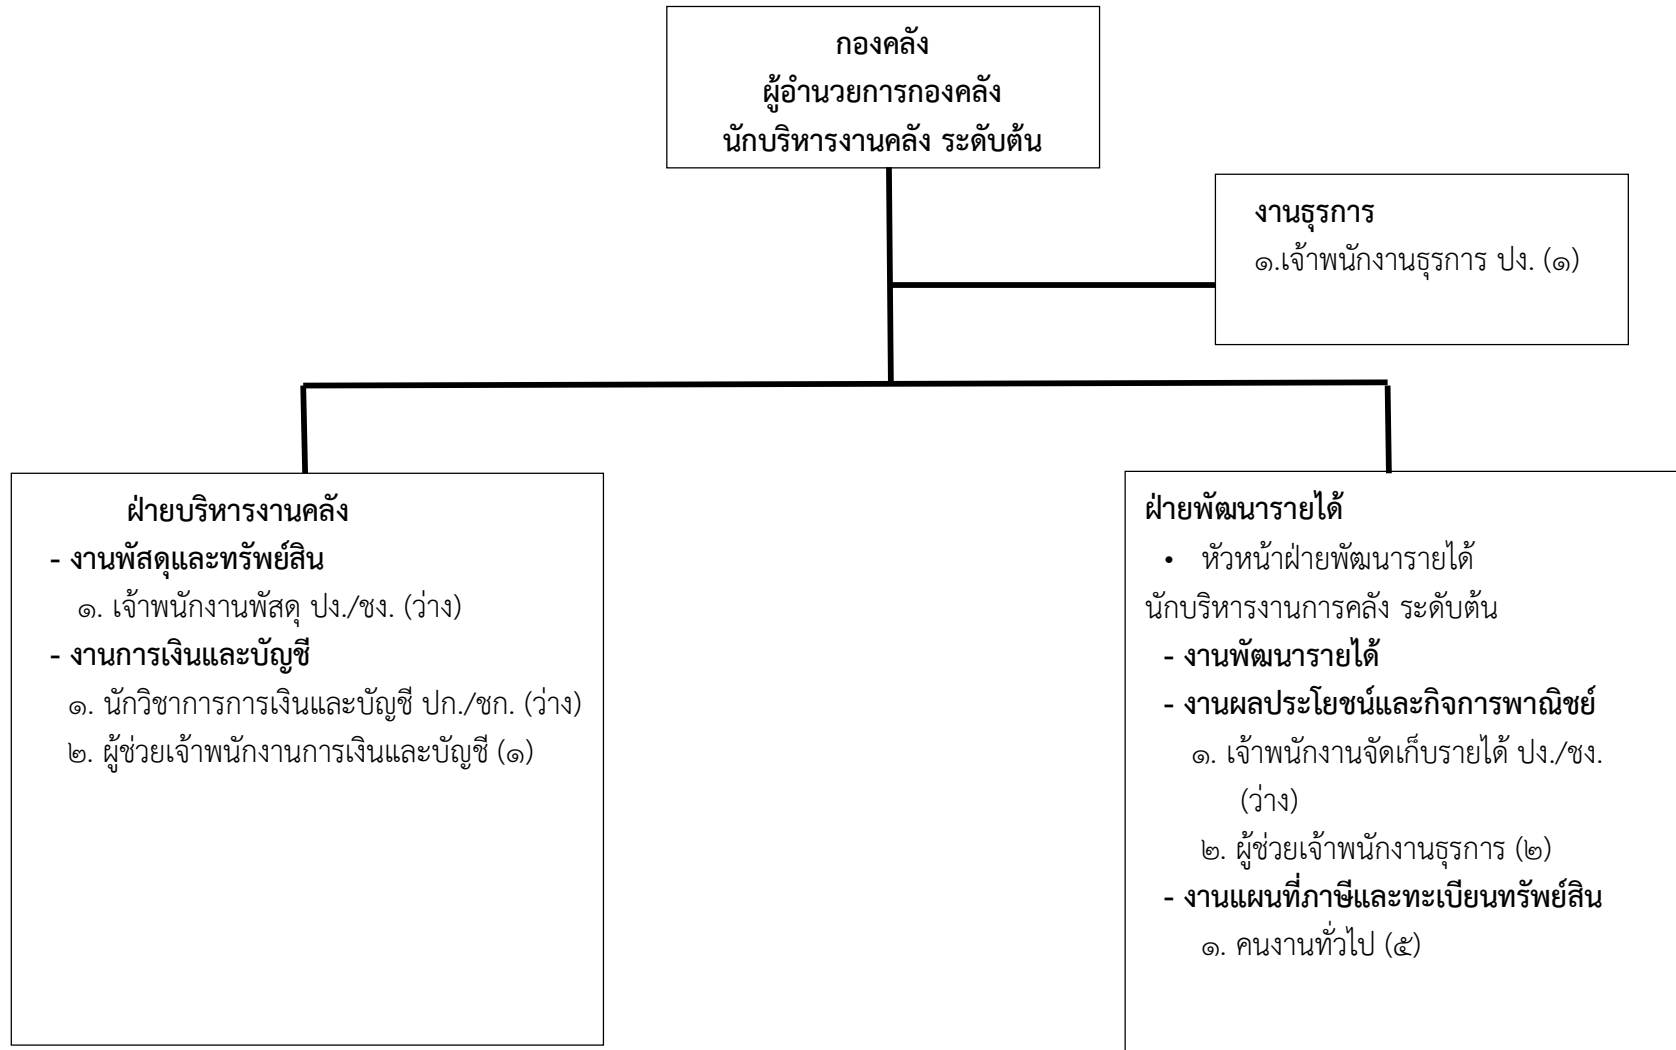 กองคลัง
ผู้อำนวยการกองคลัง
นักบริหารงานคลัง ระดับต้น
งานธุรการ
๑.เจ้าพนักงานธุรการ ปง. (๑)
ฝ่ายบริหารงานคลัง
- งานพัสดุและทรัพย์สิน
๑. เจ้าพนักงานพัสดุ ปง./ชง. (ว่าง)
- งานการเงินและบัญชี
๑. นักวิชาการการเงินและบัญชี ปก./ชก. (ว่าง)
๒. ผู้ช่วยเจ้าพนักงานการเงินและบัญชี (๑)
ฝ่ายพัฒนารายได้
• หัวหน้าฝ่ายพัฒนารายได้
นักบริหารงานการคลัง ระดับต้น
- งานพัฒนารายได้
- งานผลประโยชน์และกิจการพาณิชย์
๑. เจ้าพนักงานจัดเก็บรายได้ ปง./ชง.
(ว่าง)
๒. ผู้ช่วยเจ้าพนักงานธุรการ (๒)
- งานแผนที่ภาษีและทะเบียนทรัพย์สิน
๑. คนงานทั่วไป (๕)